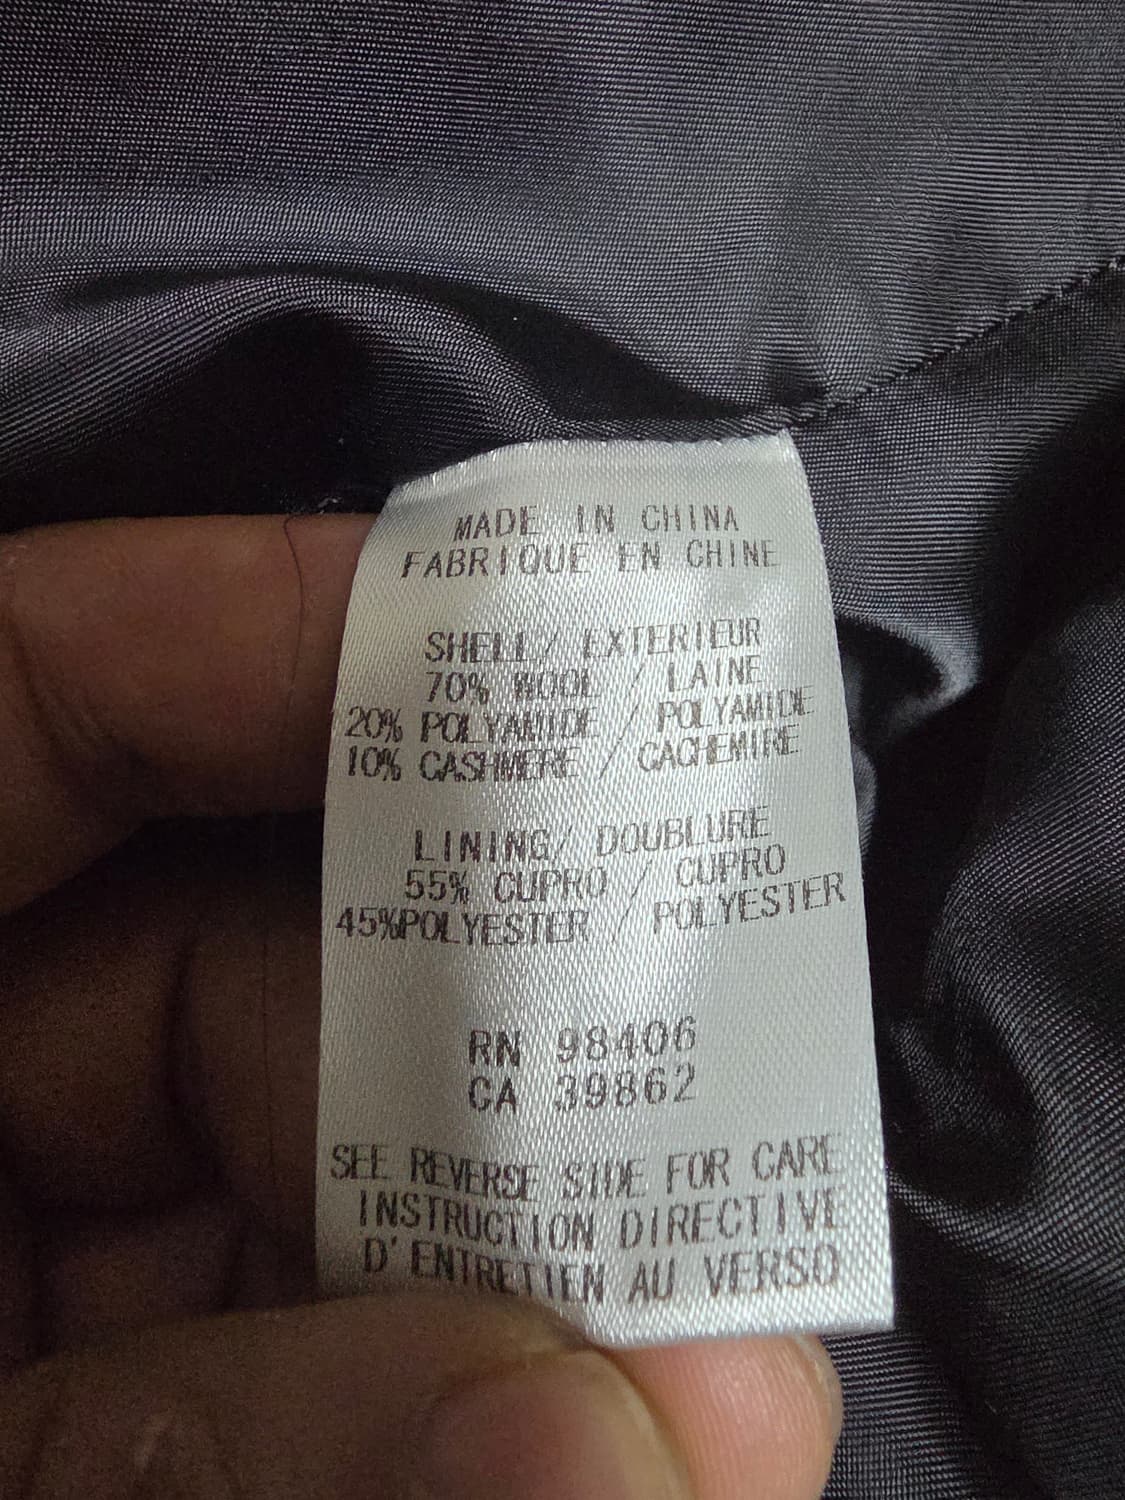 MADE IN CHINA
FABRIQUE EN CHINE
SHELL/ EXTERIEUR
70% WOOL / LAINE
20% POLYAMIDE / POLYAMIDE
10% CASHMERE / CACHEMIRE
LINING/ DOUBLURE
55% CUPRO / CUPRO
45%POLYESTER / POLYESTER
RN 98406
CA 39862
SEE REVERSE SIDE FOR CARE
INSTRUCTION DIRECTIVE
D'ENTRETIEN AU VERSO